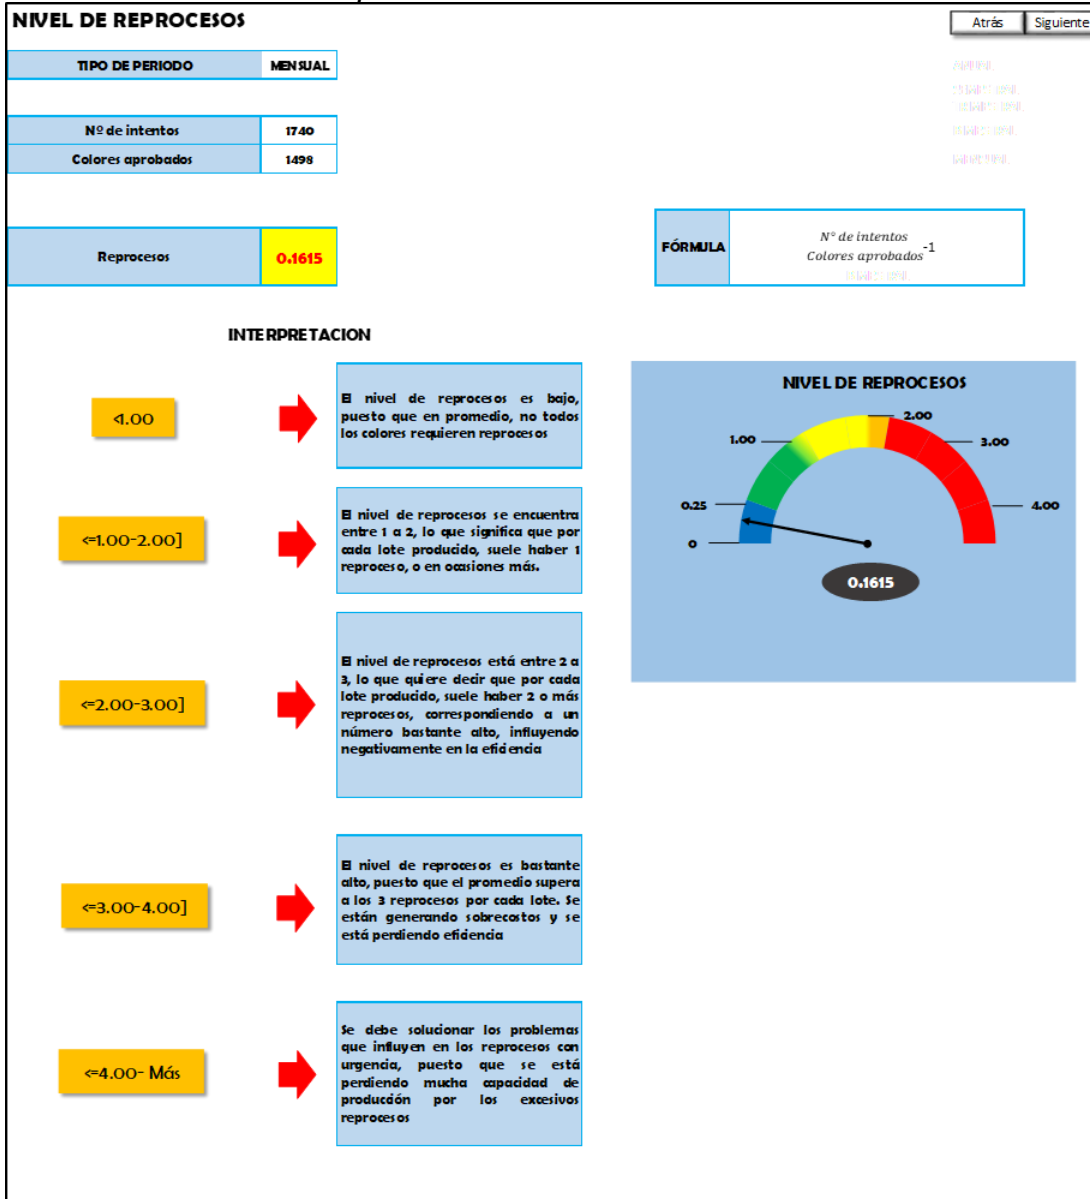 NIVEL DE REPROCESOS
Atrás
Siguiente
TIPO DE PERIODO
MENSUAL
Nº de intentos
1740
Colores aprobados
1498
Reprocesos
0.1615
FÓRMULA
N° de intentos
Colores aprobados
-1
INTERPRETACION
<1.00
El nivel de reprocesos es bajo,
puesto que en promedio, no todos
los colores requieren reprocesos
<=1.00-2.00]
El nivel de reprocesos se encuentra
entre 1 a 2, lo que significa que por
cada lote producido, suele haber 1
reproceso, o en ocasiones más.
<=2.00-3.00]
El nivel de reprocesos está entre 2 a
3, lo que quiere decir que por cada
lote producido, suele haber 2 o más
reprocesos, correspondiendo a un
número bastante alto, influyendo
negativamente en la eficiencia
<=3.00-4.00]
El nivel de reprocesos es bastante
alto, puesto que el promedio supera
a los 3 reprocesos por cada lote. Se
están generando sobrecostos y se
está perdiendo eficiencia
<=4.00- Más
Se debe solucionar los problemas
que influyen en los reprocesos con
urgencia, puesto que se está
perdiendo mucha capacidad de
producción por los excesivos
reprocesos
NIVEL DE REPROCESOS
0
0.25
1.00
2.00
3.00
4.00
0.1615